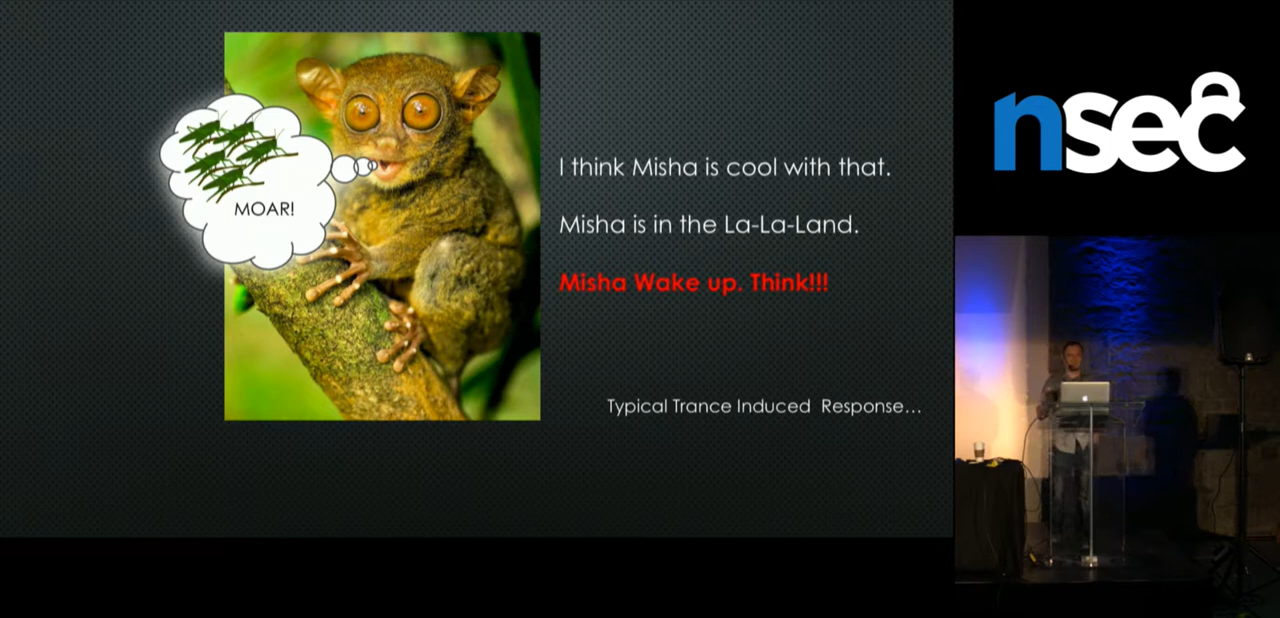 MOAR!
I think Misha is cool with that.
Misha is in the La-La-Land.
Misha Wake up. Think!!!
Typical Trance Induced  Response...
nsec